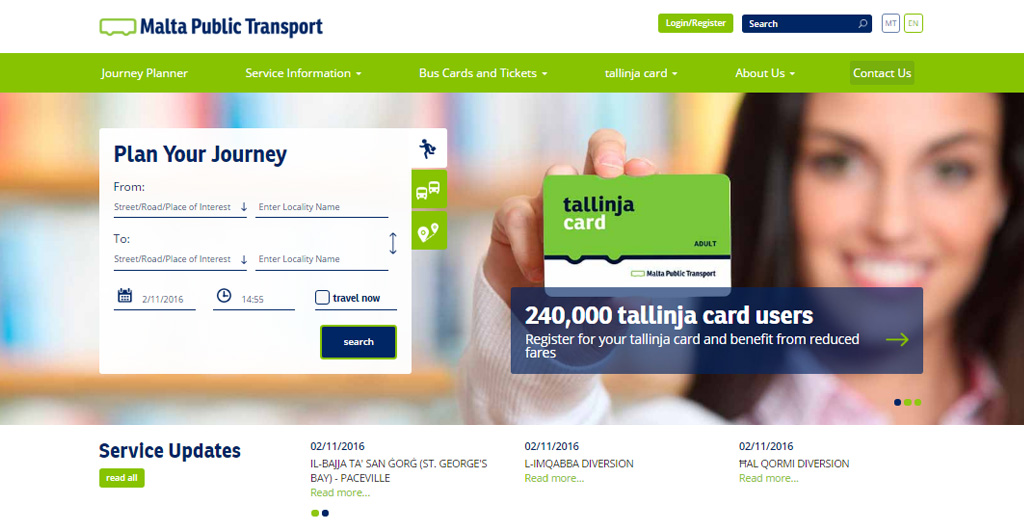 Malta Public Transport
Login/Register
Search
MT
EN
Journey Planner
Service Information
Bus Cards and Tickets
tallinja card
About Us
Contact Us
Plan Your Journey
From:
Street/Road/Place of Interest
Enter Locality Name
To:
Street/Road/Place of Interest
Enter Locality Name
2/11/2016
14:55
travel now
search
tallinja
card
ADULT
Malta Public Transport
240,000 tallinja card users
Register for your tallinja card and benefit from reduced
fares
Service Updates
read all
02/11/2016
IL-BAJJA TA' SAN ĠORĠ (ST. GEORGE'S
BAY) - PACEVILLE
Read more...
02/11/2016
L-IMQABBA DIVERSION
Read more...
02/11/2016
ĦAL QORMI DIVERSION
Read more...